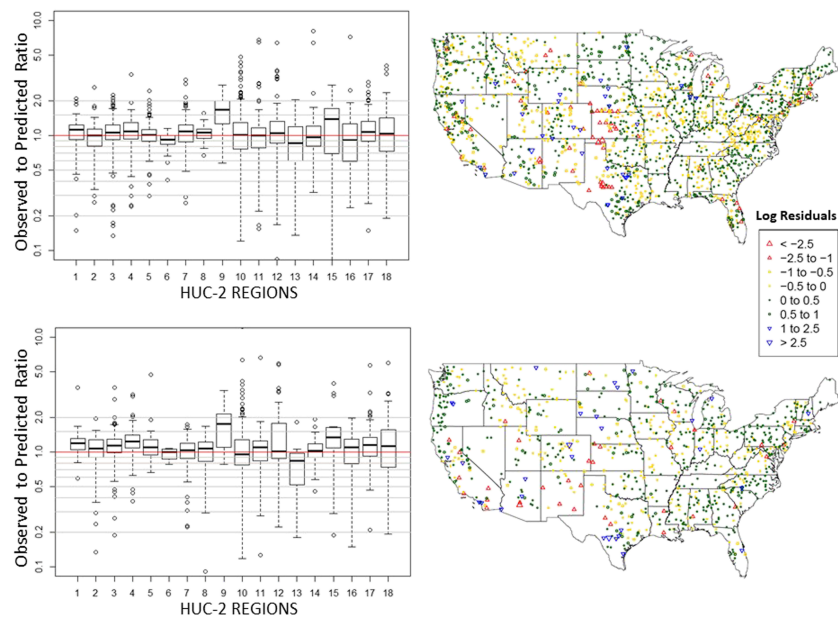 Observed to Predicted Ratio
10.0
5.0
2.0
1.0
0.5
0.2
0.1
1 2 3 4 5 6 7 8 9 10 11 12 13 14 15 16 17 18
HUC-2 REGIONS
Log Residuals
< −2.5
−2.5 to −1
−1 to −0.5
−0.5 to 0
0 to 0.5
0.5 to 1
1 to 2.5
> 2.5
Observed to Predicted Ratio
10.0
5.0
2.0
1.0
0.5
0.2
0.1
1 2 3 4 5 6 7 8 9 10 11 12 13 14 15 16 17 18
HUC-2 REGIONS